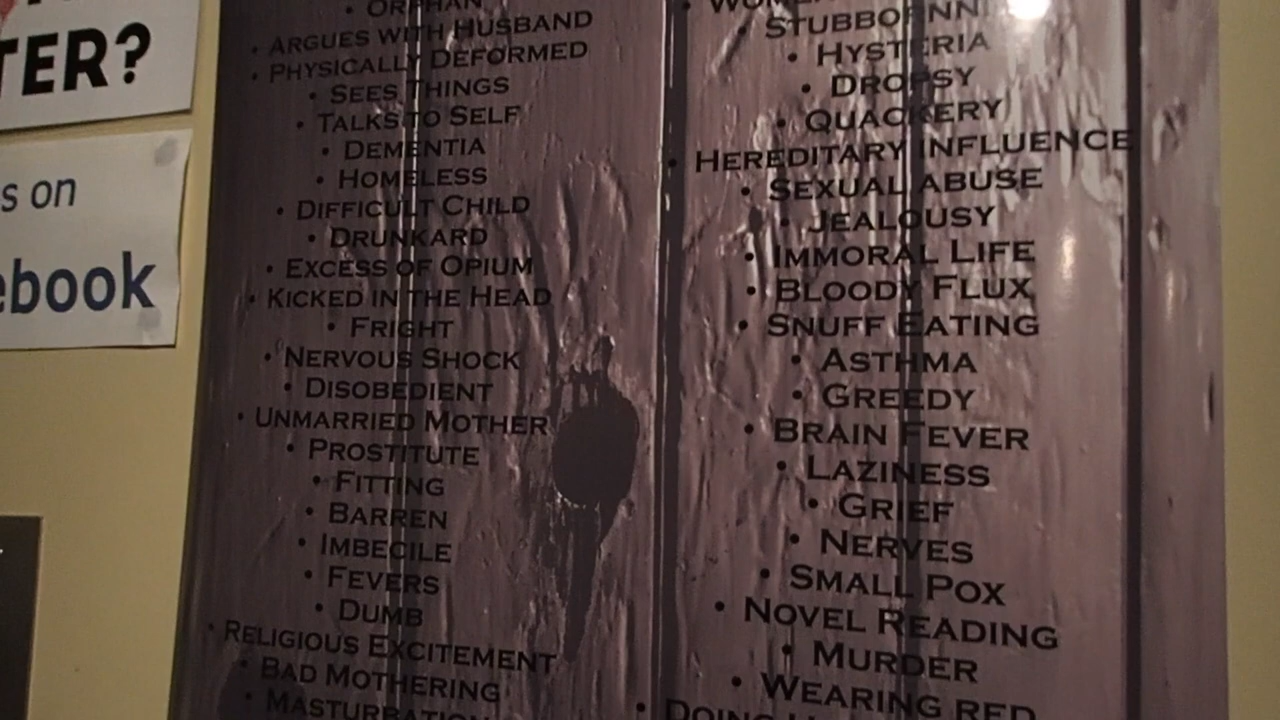 TER?
s on
ebook
• ORPHAN
• ARGUES WITH HUSBAND
• PHYSICALLY DEFORMED
• SEES THINGS
• TALKS TO SELF
• DEMENTIA
• HOMELESS
• DIFFICULT CHILD
• DRUNKARD
• EXCESS OF OPIUM
• KICKED IN THE HEAD
• FRIGHT
• NERVOUS SHOCK
• DISOBEDIENT
• UNMARRIED MOTHER
• PROSTITUTE
• FITTING
• BARREN
• IMBECILE
• FEVERS
• DUMB
• RELIGIOUS EXCITEMENT
• BAD MOTHERING
• MASTURBATION
• STUBBORNN
• HYSTERIA
• DROPSY
• QUACKERY
• HEREDITARY INFLUENCE
• SEXUAL ABUSE
• JEALOUSY
• IMMORAL LIFE
• BLOODY FLUX
• SNUFF EATING
• ASTHMA
• GREEDY
• BRAIN FEVER
• LAZINESS
• GRIEF
• NERVES
• SMALL POX
• NOVEL READING
• MURDER
• WEARING RED
• DOING